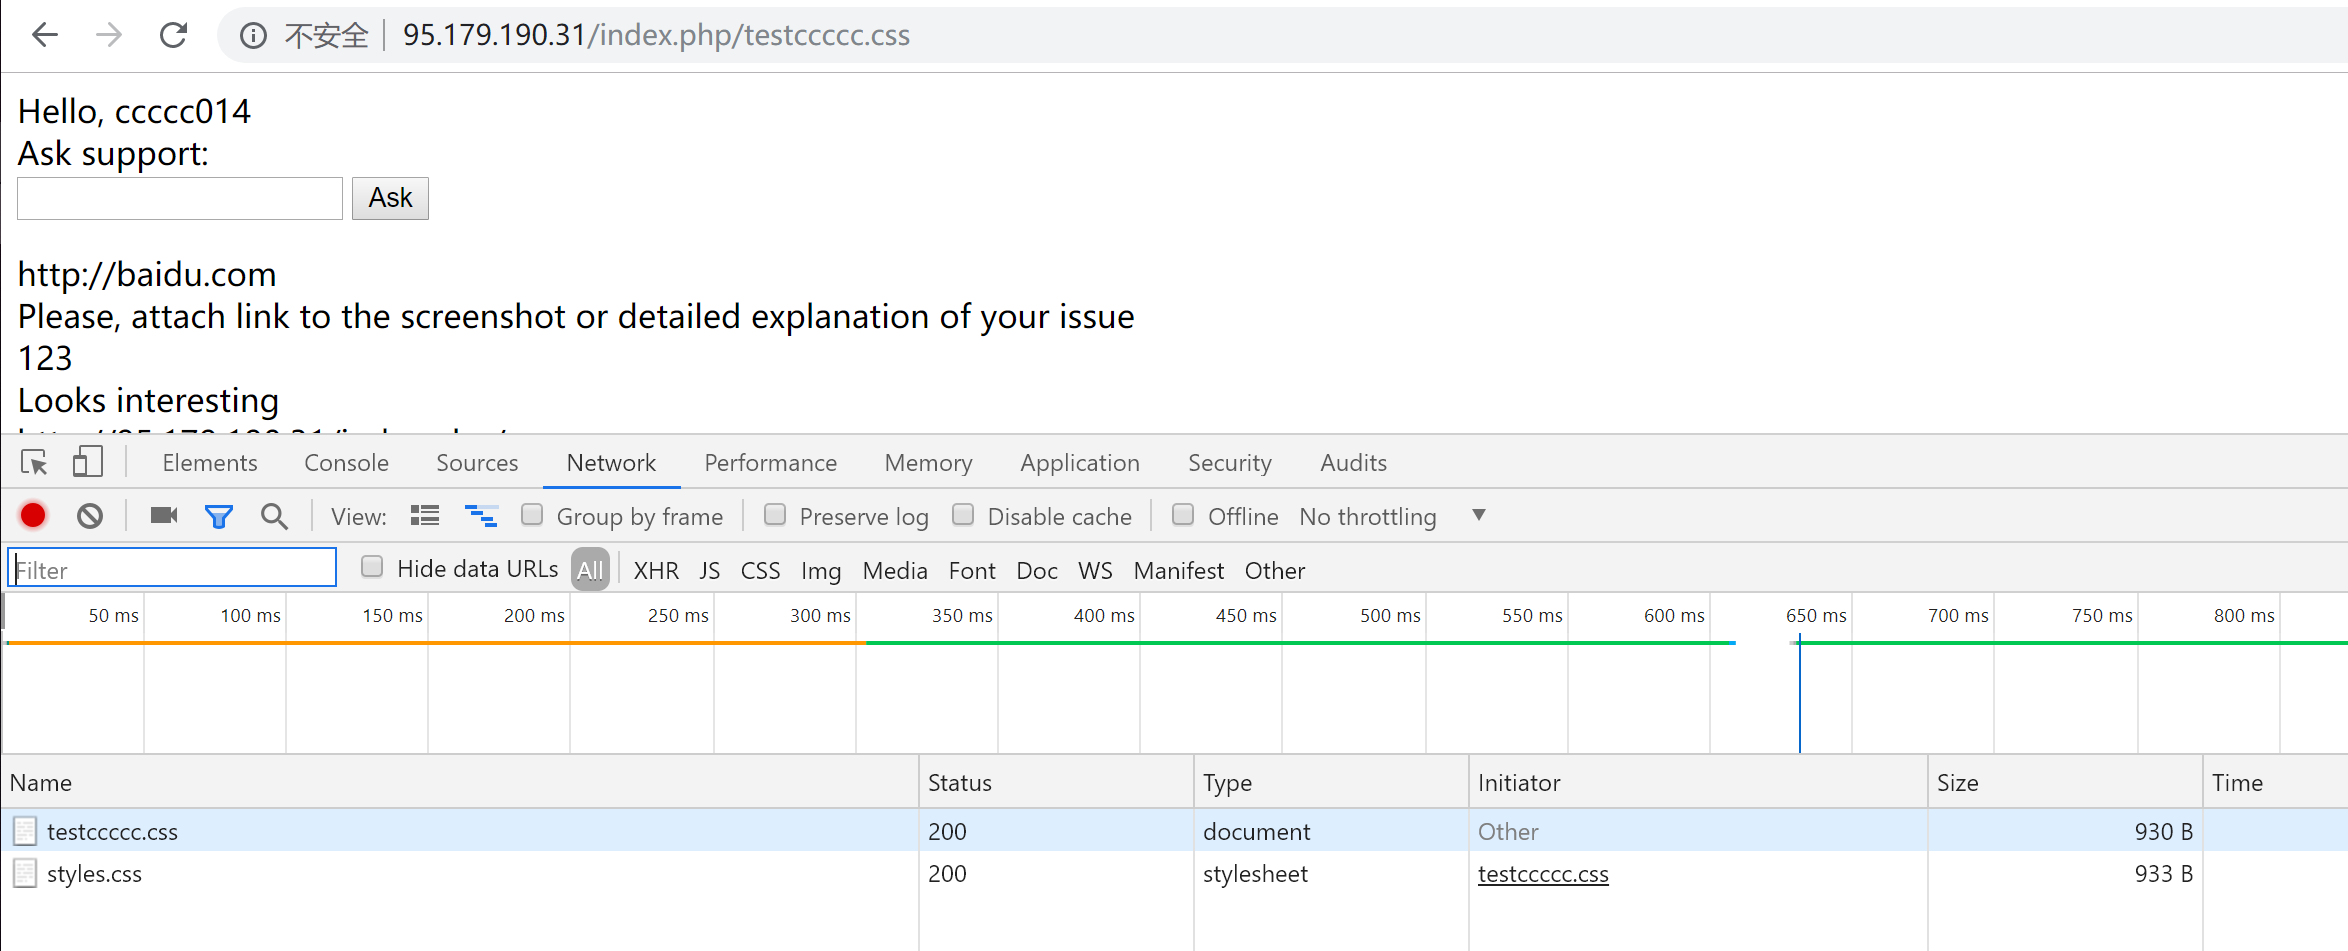 不安全 95.179.190.31/index.php/testccccc.css
Hello, ccccc014
Ask support:
Ask
http://baidu.com
Please, attach link to the screenshot or detailed explanation of your issue
123
Looks interesting
Elements Console Sources Network Performance Memory Application Security Audits
View: Group by frame Preserve log Disable cache Offline No throttling
Filter Hide data URLs All XHR JS CSS Img Media Font Doc WS Manifest Other
50 ms 100 ms 150 ms 200 ms 250 ms 300 ms 350 ms 400 ms 450 ms 500 ms 550 ms 600 ms 650 ms 700 ms 750 ms 800 ms
Name Status Type Initiator Size Time
testccccc.css 200 document Other 930 B
styles.css 200 stylesheet testccccc.css 933 B